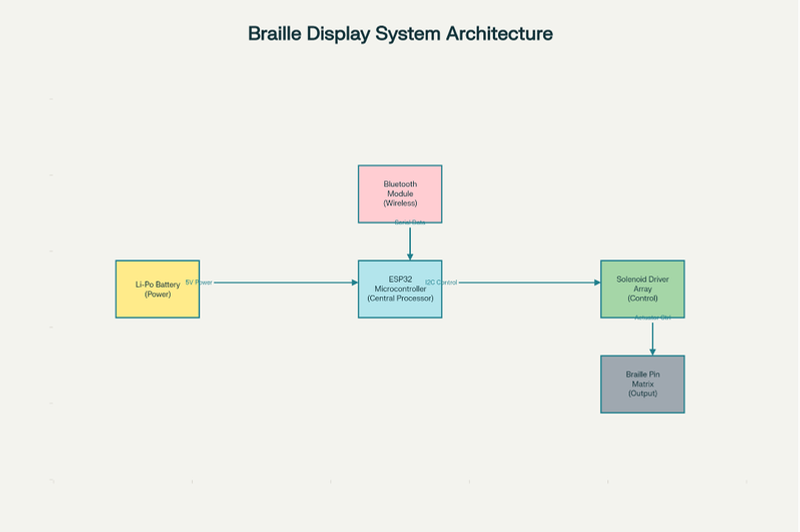 Braille Display System Architecture
Bluetooth
Module
(Wireless)
Serial Data
Li-Po Battery
(Power)
5V Power
ESP32
Microcontroller
(Central Processor)
I2C Control
Solenoid Driver
Array
(Control)
Actuator Ctrl
Braille Pin
Matrix
(Output)